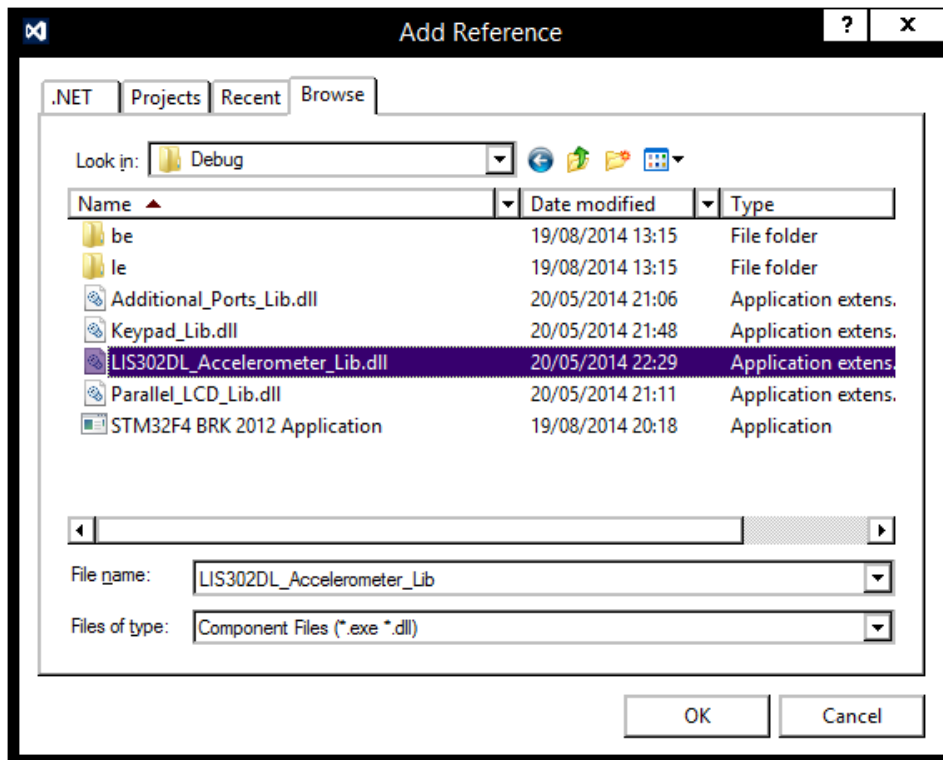 Add Reference ? x
.NET Projects Recent Browse
Look in: Debug
Name Date modified Type
be 19/08/2014 13:15 File folder
le 19/08/2014 13:15 File folder
Additional_Ports_Lib.dll 20/05/2014 21:06 Application extens.
Keypad_Lib.dll 20/05/2014 21:48 Application extens.
LIS302DL_Accelerometer_Lib.dll 20/05/2014 22:29 Application extens.
Parallel_LCD_Lib.dll 20/05/2014 21:11 Application extens.
STM32F4 BRK 2012 Application 19/08/2014 20:18 Application
File name: LIS302DL_Accelerometer_Lib
Files of type: Component Files (*.exe *.dll)
OK Cancel